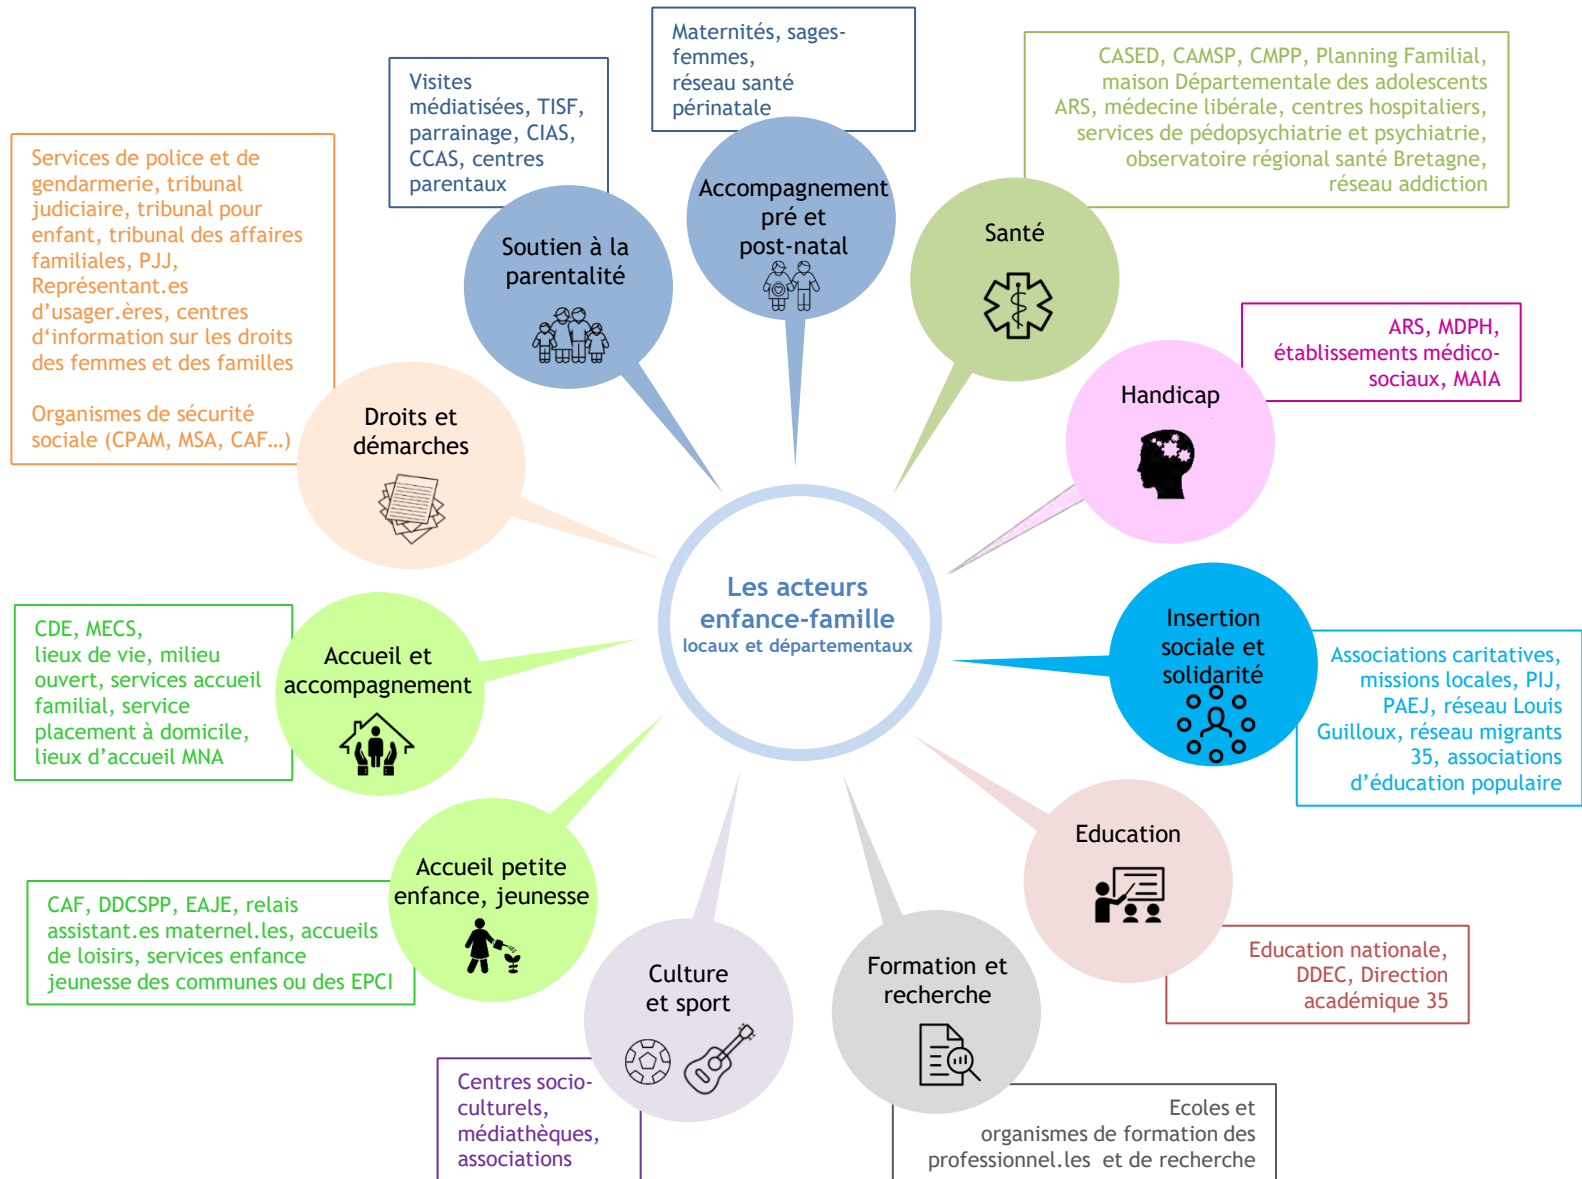 Maternités, sages-
femmes,
réseau santé
périnatale
Accompagnement
pré et
post-natal
CASED, CAMSP, CMPP, Planning Familial,
maison Départementale des adolescents
ARS, médecine libérale, centres hospitaliers,
services de pédopsychiatrie et psychiatrie,
observatoire régional santé Bretagne,
réseau addiction
Santé
Visites
médiatisées, TISF,
parrainage, CIAS,
CCAS, centres
parentaux
Soutien à la
parentalité
Services de police et de
gendarmerie, tribunal
judiciaire, tribunal pour
enfant, tribunal des affaires
familiales, PJJ,
Représentant.es
d’usager.ères, centres
d‘information sur les droits
des femmes et des familles
Organismes de sécurité
sociale (CPAM, MSA, CAF…)
Droits et
démarches
ARS, MDPH,
établissements médico-
sociaux, MAIA
Handicap
Les acteurs
enfance-famille
locaux et départementaux
CDE, MECS,
lieux de vie, milieu
ouvert, services accueil
familial, service
placement à domicile,
lieux d’accueil MNA
Accueil et
accompagnement
Insertion
sociale et
solidarité
Associations caritatives,
missions locales, PIJ,
PAEJ, réseau Louis
Guilloux, réseau migrants
35, associations
d’éducation populaire
Accueil petite
enfance, jeunesse
CAF, DDCSPP, EAJE, relais
assistant.es maternel.les, accueils
de loisirs, services enfance
jeunesse des communes ou des EPCI
Education
Education nationale,
DDEC, Direction
académique 35
Culture
et sport
Centres socio-
culturels,
médiathèques,
associations
Formation et
recherche
Ecoles et
organismes de formation des
professionnel.les et de recherche